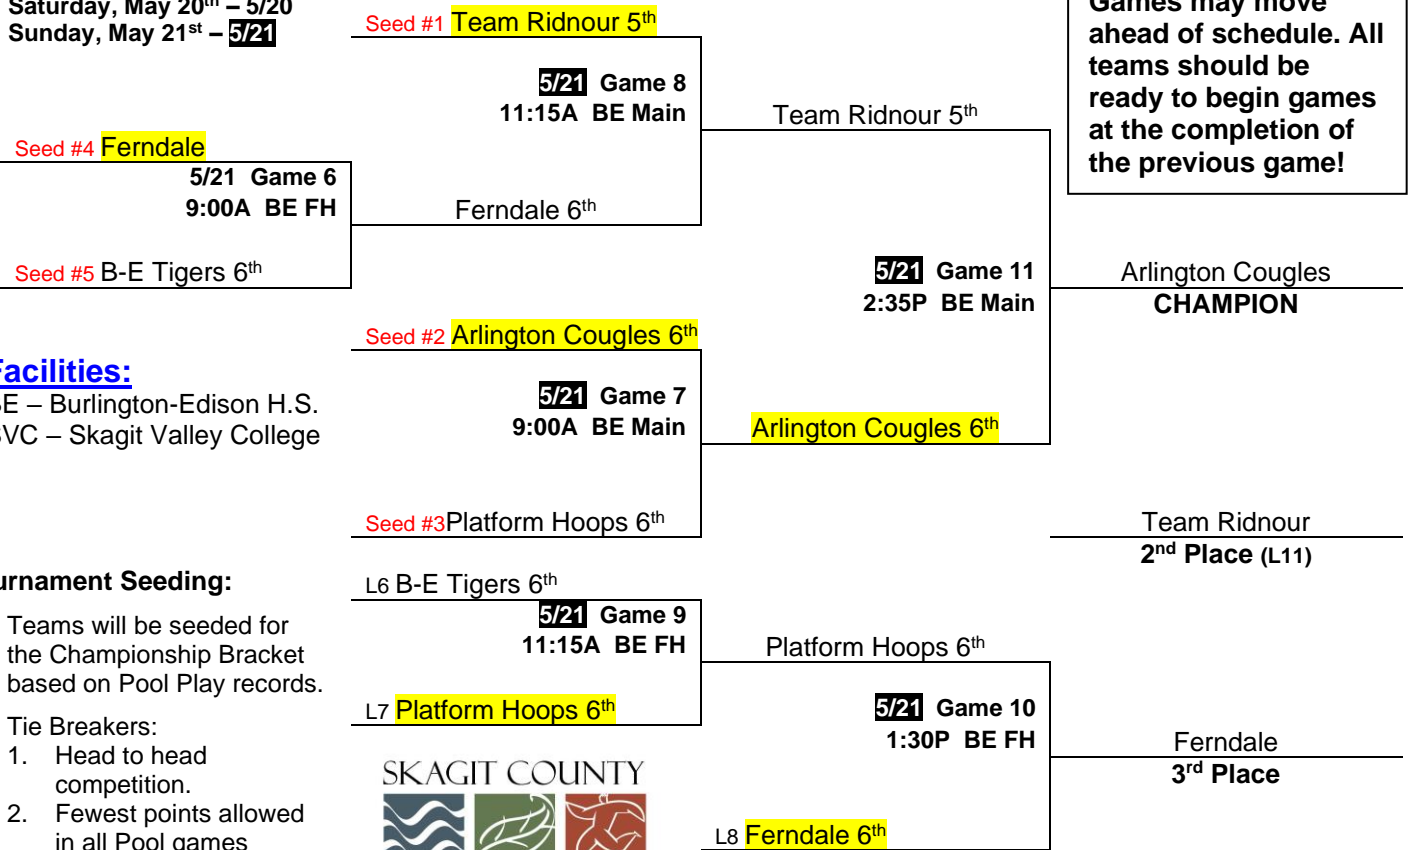 Saturday, May 20th – 5/20
Sunday, May 21st – 5/21
Seed #1 Team Ridnour 5th
5/21 Game 8
11:15A BE Main
Team Ridnour 5th
Games may move
ahead of schedule. All
teams should be
ready to begin games
at the completion of
the previous game!
Seed #4 Ferndale
5/21 Game 6
9:00A BE FH
Ferndale 6th
Seed #5 B-E Tigers 6th
5/21 Game 11
2:35P BE Main
Arlington Cougles
CHAMPION
Seed #2 Arlington Cougles 6th
Facilities:
BE – Burlington-Edison H.S.
SVC – Skagit Valley College
5/21 Game 7
9:00A BE Main
Arlington Cougles 6th
Seed #3Platform Hoops 6th
Team Ridnour
2nd Place (L11)
Tournament Seeding:
Teams will be seeded for
the Championship Bracket
based on Pool Play records.
Tie Breakers:
1. Head to head
competition.
2. Fewest points allowed
in all Pool games
L6 B-E Tigers 6th
5/21 Game 9
11:15A BE FH
Platform Hoops 6th
L7 Platform Hoops 6th
5/21 Game 10
1:30P BE FH
Ferndale
3rd Place
L8 Ferndale 6th
SKAGIT COUNTY